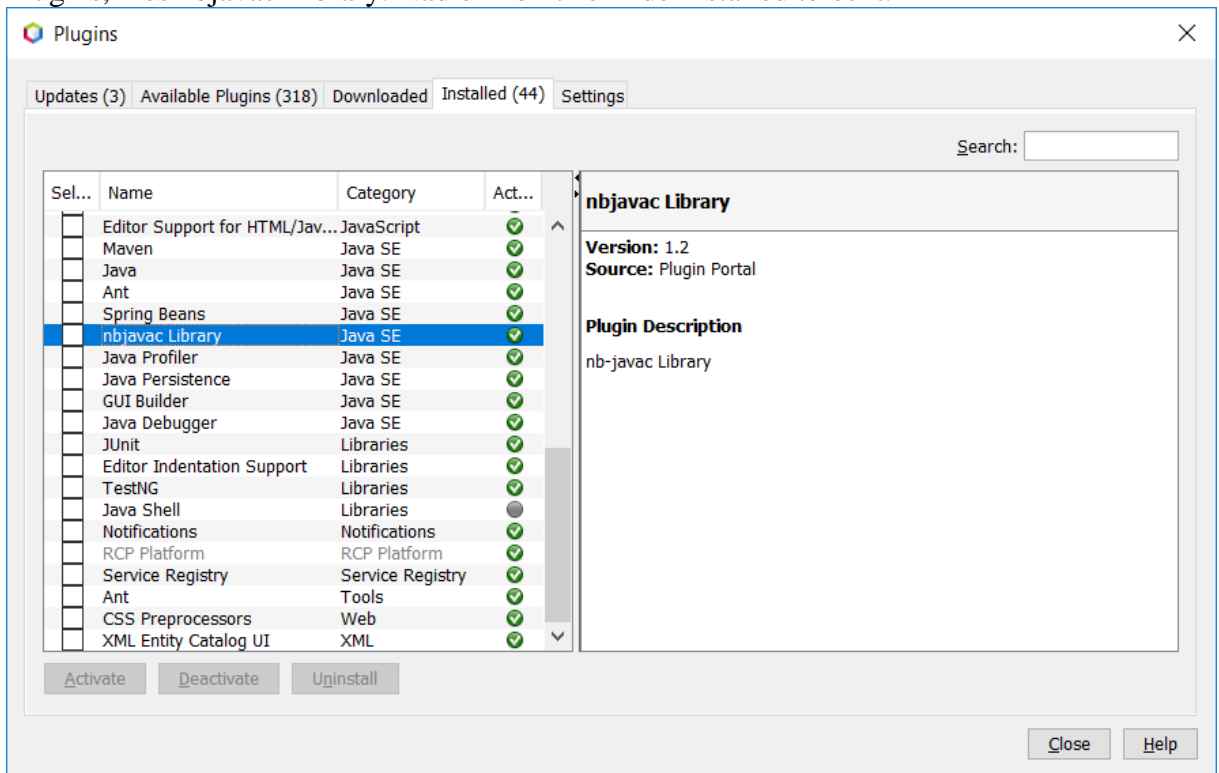 Plugins
Updates (3) Available Plugins (318) Downloaded Installed (44) Settings
Search:
Sel... Name Category Act...
Editor Support for HTML/Jav... JavaScript
Maven Java SE
Java Java SE
Ant Java SE
Spring Beans Java SE
nbjavac Library Java SE
Java Profiler Java SE
Java Persistence Java SE
GUI Builder Java SE
Java Debugger Java SE
JUnit Libraries
Editor Indentation Support Libraries
TestNG Libraries
Java Shell Libraries
Notifications Notifications
RCP Platform RCP Platform
Service Registry Service Registry
Ant Tools
CSS Preprocessors Web
XML Entity Catalog UI XML
nbjavac Library
Version: 1.2
Source: Plugin Portal
Plugin Description
nb-javac Library
Activate Deactivate Uninstall
Close Help